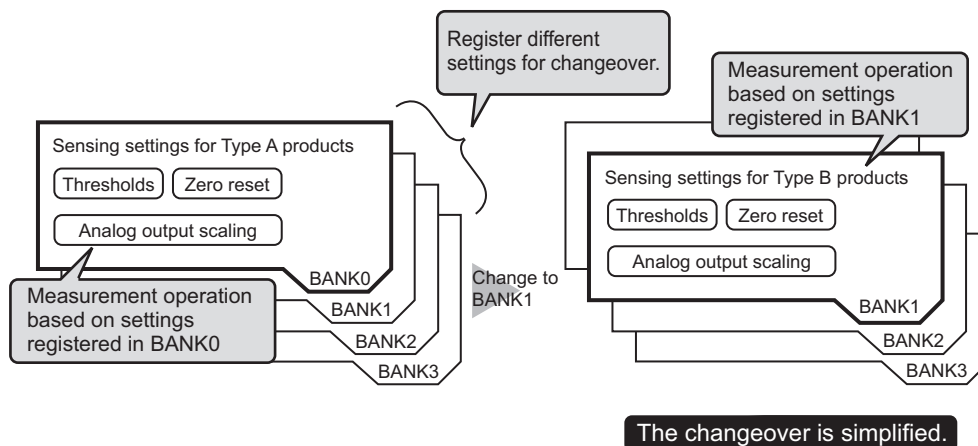 Register different
settings for changeover.
Sensing settings for Type A products
Thresholds
Zero reset
Analog output scaling
BANK0
BANK1
BANK2
BANK3
Measurement operation
based on settings
registered in BANK0
Change to
BANK1
Measurement operation
based on settings
registered in BANK1
Sensing settings for Type B products
Thresholds
Zero reset
Analog output scaling
BANK1
BANK2
BANK3
The changeover is simplified.